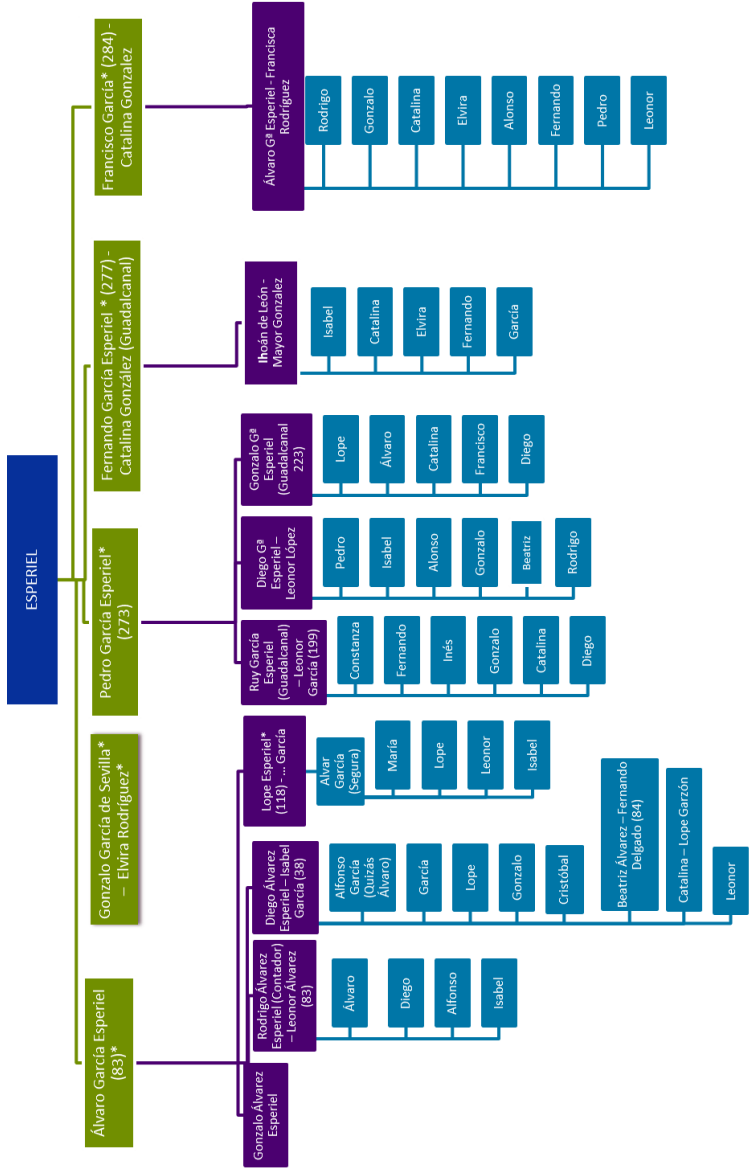 ESPERIEL
Álvaro García Esperiel
(83)*
Gonzalo García de Sevilla*
– Elvira Rodríguez*
Pedro García Esperiel*
(273)
Fernando García Esperiel * (277) -
Catalina González (Guadalcanal)
Francisco García* (284) -
Catalina Gonzalez
Gonzalo Álvarez
Esperiel
Rodrigo Álvarez
Esperiel (Contador)
– Leonor Álvarez
(83)
Álvaro
Diego
Alfonso
Isabel
Diego Álvarez
Esperiel – Isabel
García (38)
Alfonso
García
(Quizás
Álvaro)
García
Lope
Gonzalo
Cristóbal
Beatriz Álvarez – Fernando
Delgado (84)
Catalina – Lope Garzón
Leonor
Lope Esperiel*
(118) - ... García
Alvar
García
(Segura)
María
Lope
Leonor
Isabel
Ruy García
Esperiel
(Guadalcanal)
– Leonor
García (199)
Constanza
Fernando
Inés
Gonzalo
Catalina
Diego
Diego Gª
Esperiel –
Leonor López
Pedro
Isabel
Alonso
Gonzalo
Beatriz
Rodrigo
Gonzalo Gª
Esperiel
(Guadalcanal
223)
Lope
Álvaro
Catalina
Francisco
Diego
Ihoán de León -
Mayor Gonzalez
Isabel
Catalina
Elvira
Fernando
García
Álvaro Gª Esperiel - Francisca
Rodríguez
Rodrigo
Gonzalo
Catalina
Elvira
Alonso
Fernando
Pedro
Leonor